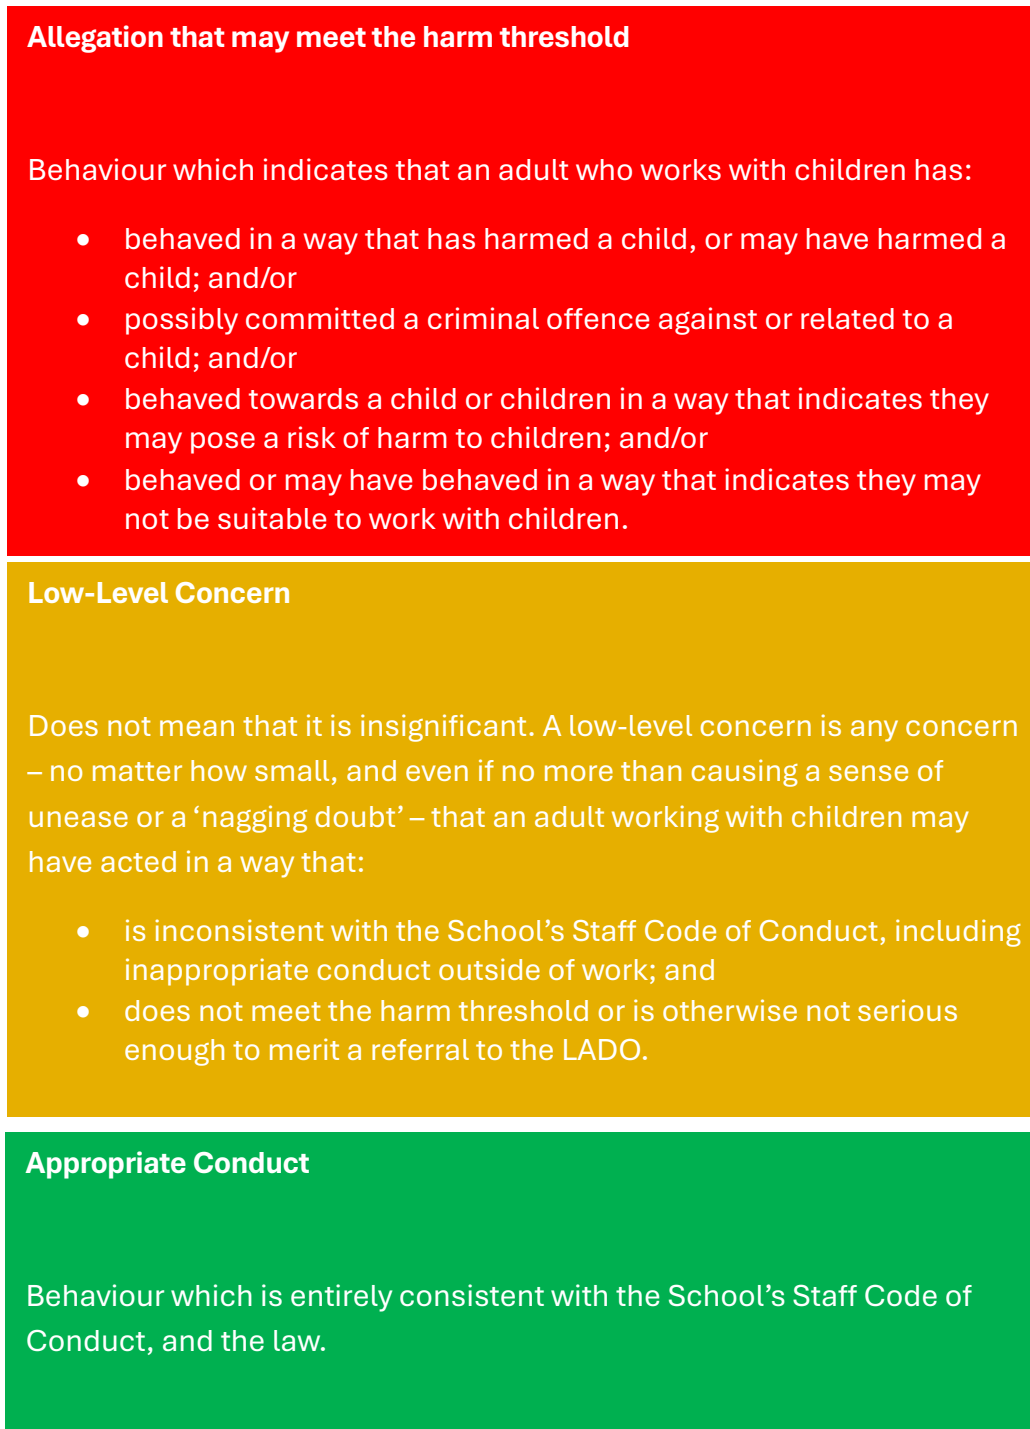 Allegation that may meet the harm threshold
Behaviour which indicates that an adult who works with children has:
• behaved in a way that has harmed a child, or may have harmed a
child; and/or
• possibly committed a criminal offence against or related to a
child; and/or
• behaved towards a child or children in a way that indicates they
may pose a risk of harm to children; and/or
• behaved or may have behaved in a way that indicates they may
not be suitable to work with children.
Low-Level Concern
Does not mean that it is insignificant. A low-level concern is any concern
– no matter how small, and even if no more than causing a sense of
unease or a ‘nagging doubt’ – that an adult working with children may
have acted in a way that:
• is inconsistent with the School’s Staff Code of Conduct, including
inappropriate conduct outside of work; and
• does not meet the harm threshold or is otherwise not serious
enough to merit a referral to the LADO.
Appropriate Conduct
Behaviour which is entirely consistent with the School’s Staff Code of
Conduct, and the law.